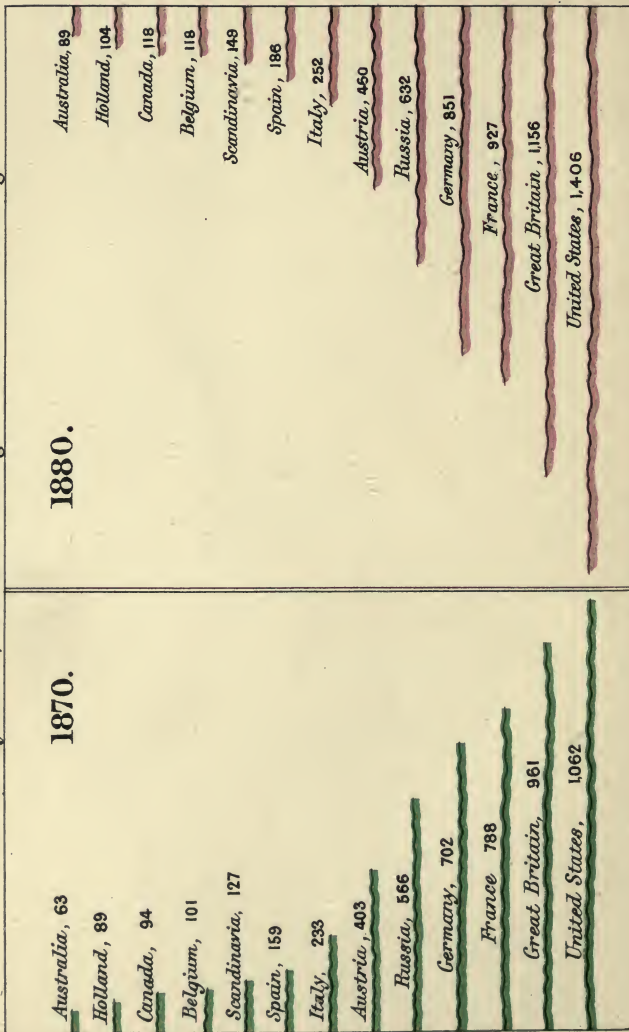 1870.
Australia, 63
Holland, 89
Canada, 94
Belgium, 101
Scandinavia, 127
Spain, 159
Italy, 233
Austria, 403
Russia, 566
Germany, 702
France 788
Great Britain, 961
United States, 1,062
1880.
Australia, 89
Holland, 104
Canada, 118
Belgium, 118
Scandinavia, 149
Spain, 186
Italy, 252
Austria, 450
Russia, 632
Germany, 851
France, 927
Great Britain, 1,156
United States, 1,406